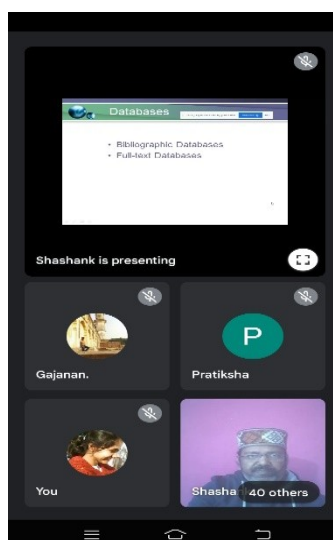 Databases
• Bibliographic Databases
• Full-text Databases
Shashank is presenting
Gajanan.
P
Pratiksha
You
Shasha
40 others